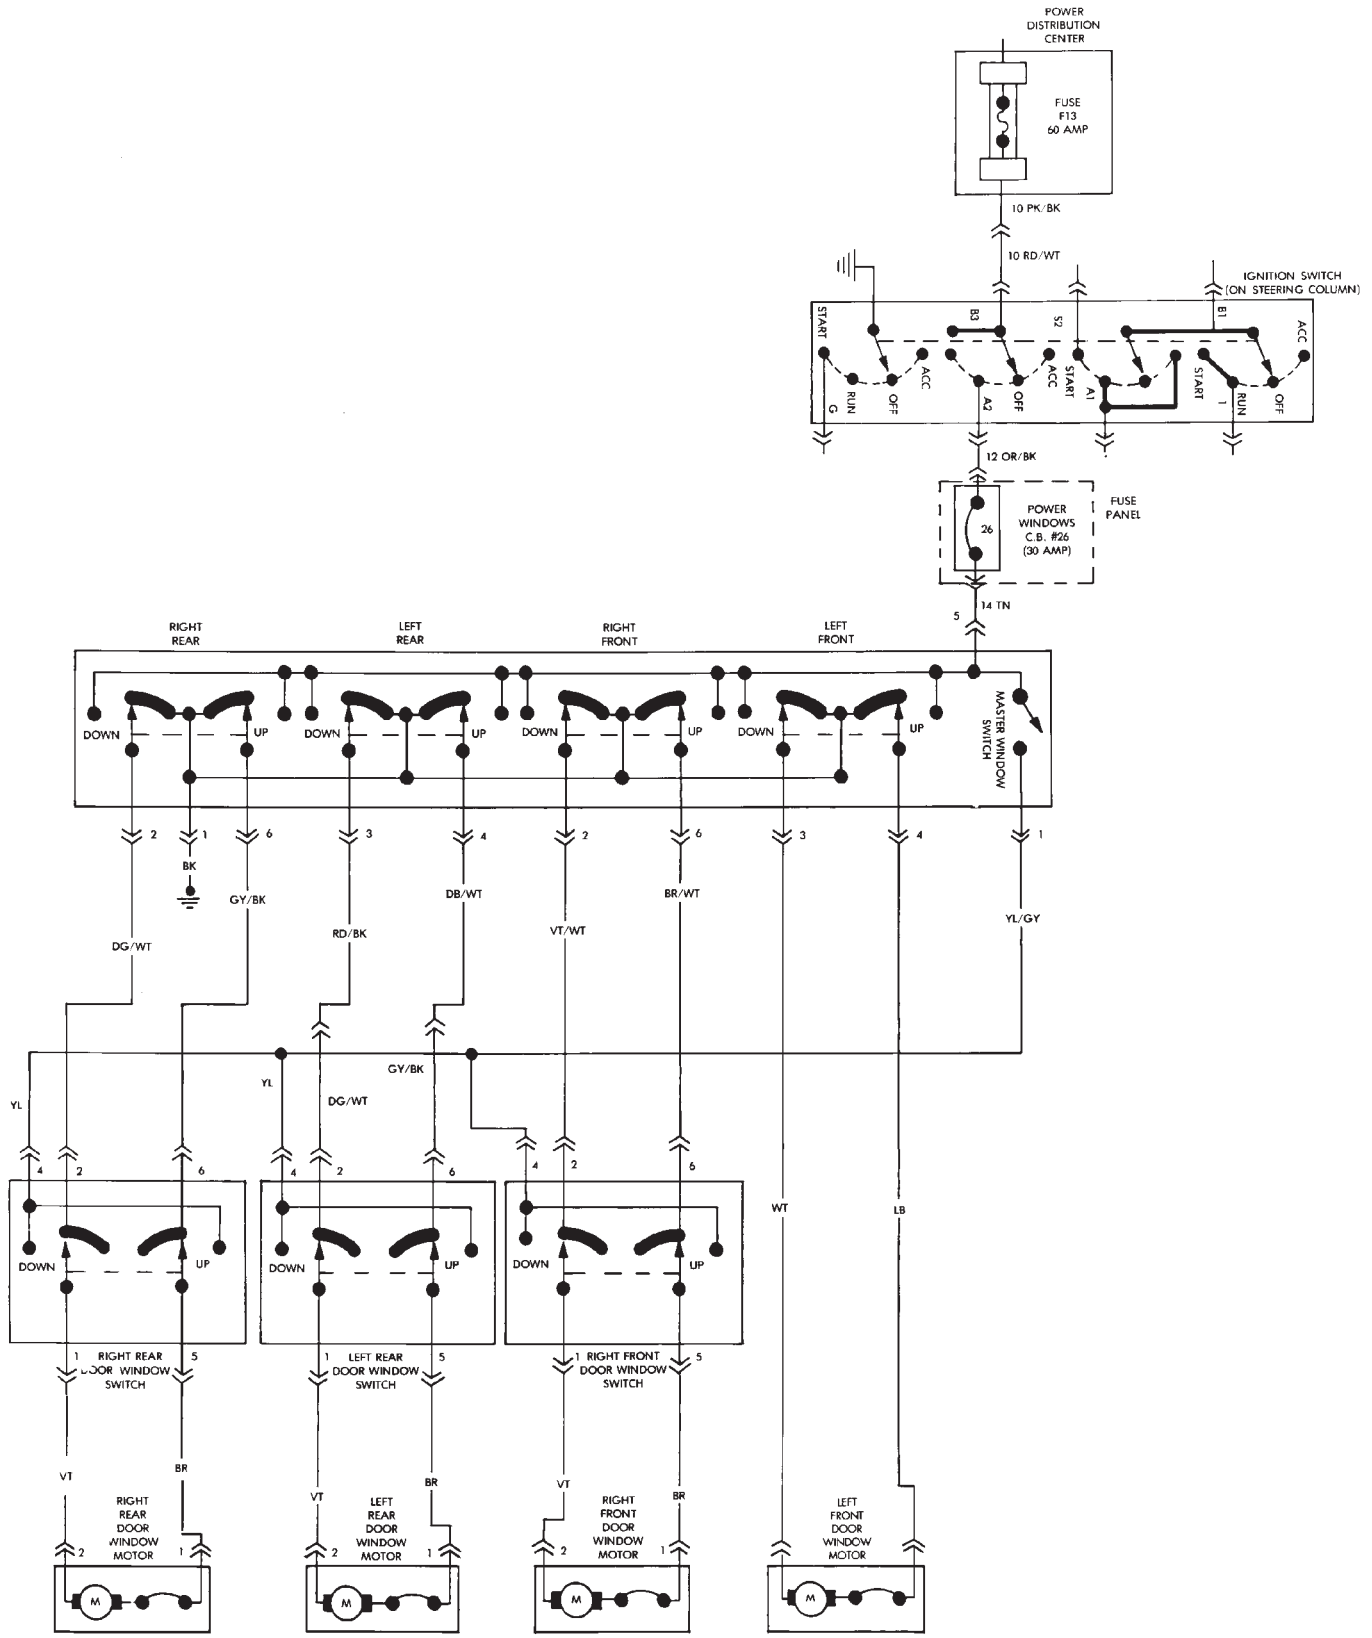 POWER
DISTRIBUTION
CENTER
FUSE
F13
60 AMP
10 PK/BK
10 RD/WT
IGNITION SWITCH
(ON STEERING COLUMN)
START
B3
S2
B1
ACC
ACC
ACC
START
START
G
RUN
OFF
A2
OFF
A1
1
RUN
OFF
12 OR/BK
FUSE
PANEL
26
POWER
WINDOWS
C.B. #26
(30 AMP)
14 TN
5
RIGHT
REAR
LEFT
REAR
RIGHT
FRONT
LEFT
FRONT
DOWN
UP
DOWN
UP
DOWN
UP
DOWN
UP
MASTER WINDOW
SWITCH
2
1
6
3
4
2
6
3
4
1
BK
GY/BK
DB/WT
BR/WT
DG/WT
RD/BK
VT/WT
YL/GY
YL
YL
GY/BK
DG/WT
4
2
6
4
2
6
4
2
6
WT
LB
DOWN
UP
DOWN
UP
DOWN
UP
1
RIGHT REAR
DOOR WINDOW
SWITCH
5
1
LEFT REAR
DOOR WINDOW
SWITCH
5
1
RIGHT FRONT
DOOR WINDOW
SWITCH
5
VT
BR
VT
BR
VT
BR
RIGHT
REAR
DOOR
WINDOW
MOTOR
LEFT
REAR
DOOR
WINDOW
MOTOR
RIGHT
FRONT
DOOR
WINDOW
MOTOR
LEFT
FRONT
DOOR
WINDOW
MOTOR
2
1
2
1
2
1
M
M
M
M